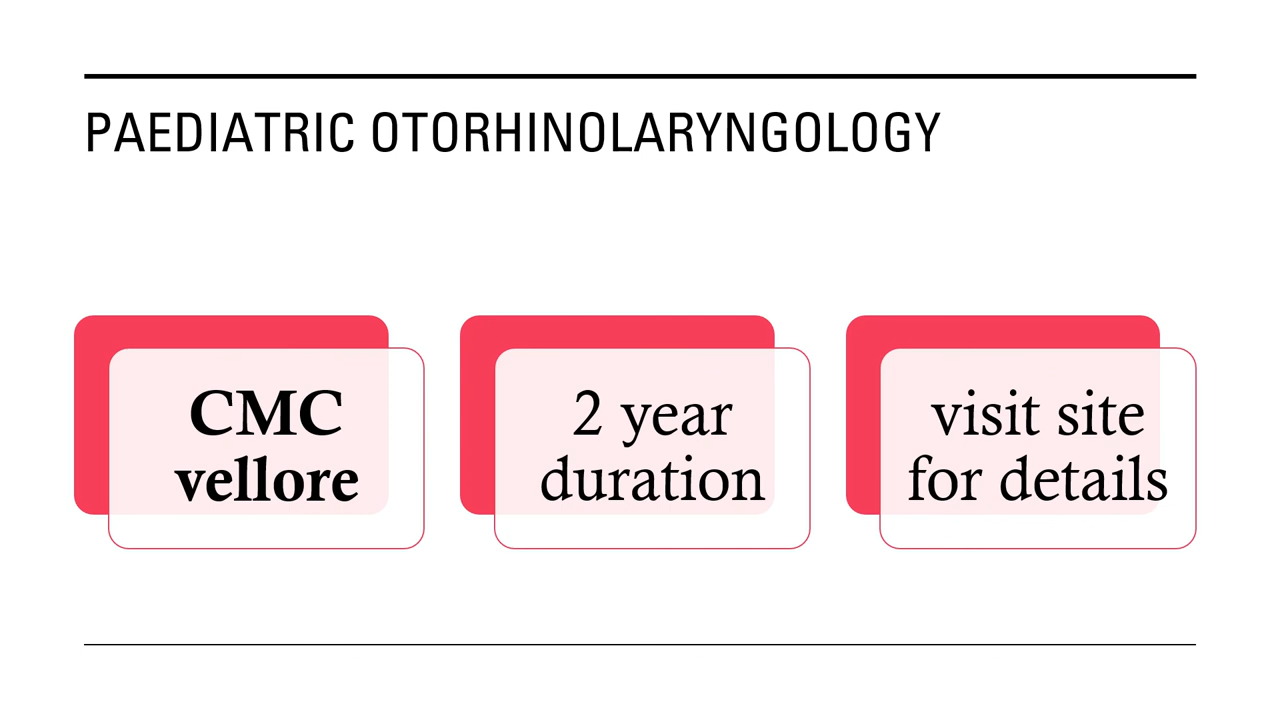 PAEDIATRIC OTORHINOLARYNGOLOGY
CMC
vellore
2 year
duration
visit site
for details